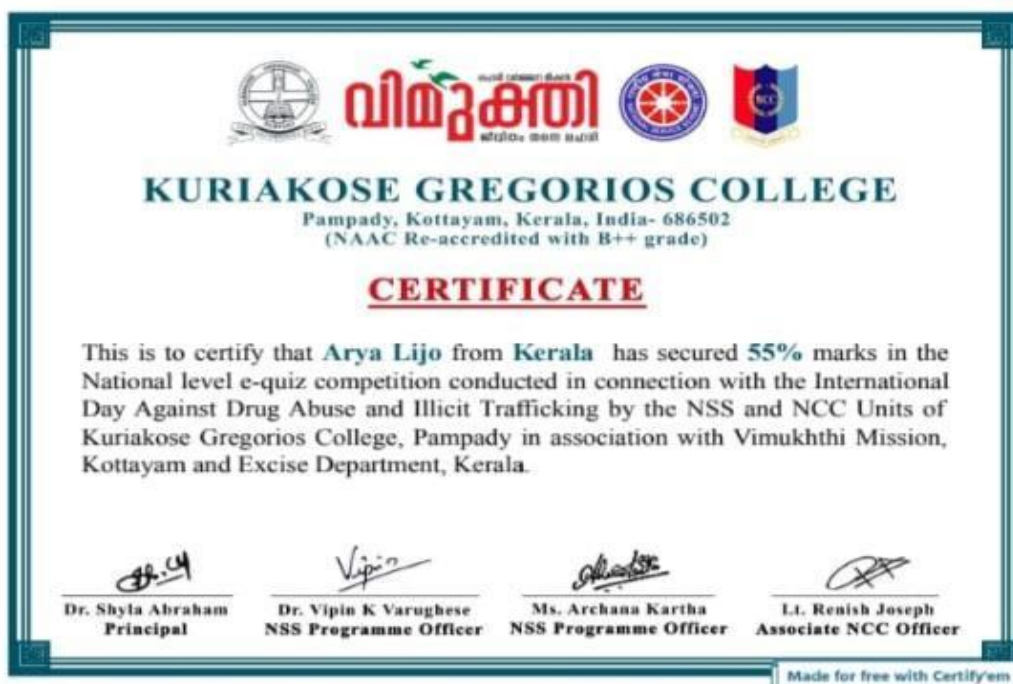 വിമുക്തി
NCC
KURIAKOSE GREGORIOS COLLEGE
Pampady, Kottayam, Kerala, India- 686502
(NAAC Re-accredited with B++ grade)
CERTIFICATE
This is to certify that Arya Lijo from Kerala has secured 55% marks in the
National level e-quiz competition conducted in connection with the International
Day Against Drug Abuse and Illicit Trafficking by the NSS and NCC Units of
Kuriakose Gregorios College, Pampady in association with Vimukhthi Mission,
Kottayam and Excise Department, Kerala.
Vipin
Dr. Shyla Abraham
Principal
Dr. Vipin K Varughese
NSS Programme Officer
Ms. Archana Kartha
NSS Programme Officer
Lt. Renish Joseph
Associate NCC Officer
Made for free with Certify'em